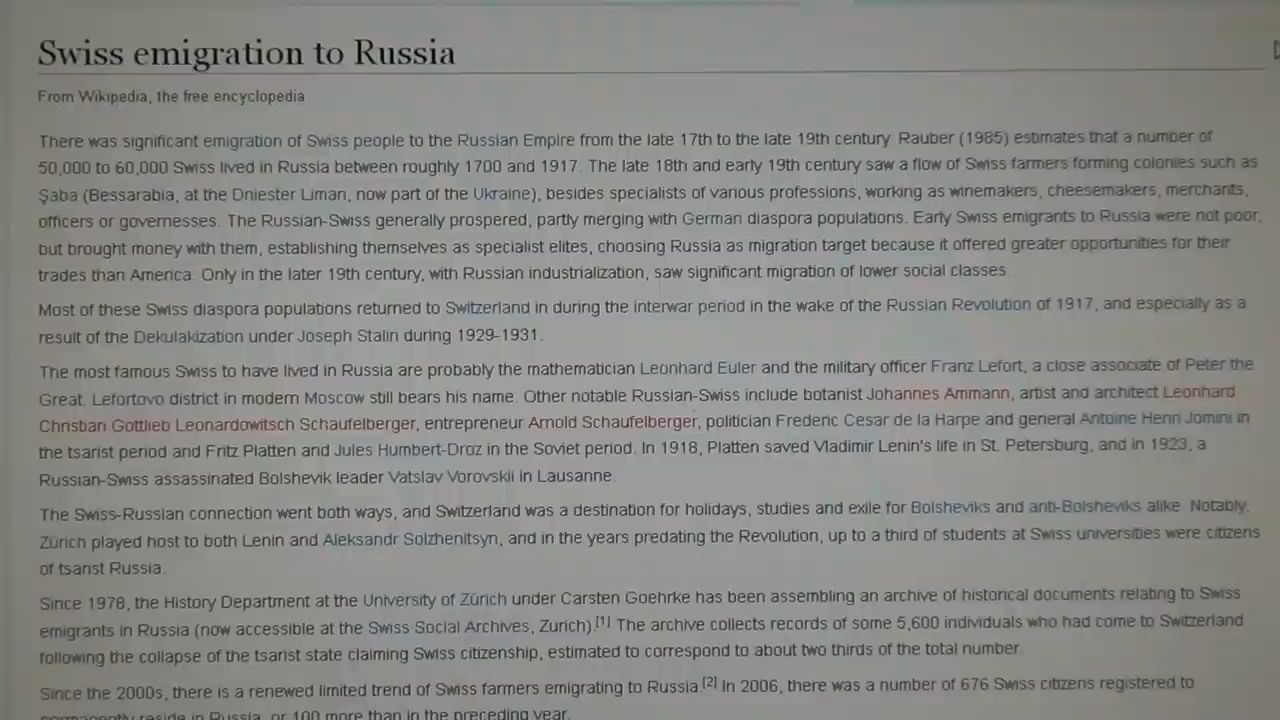 Swiss emigration to Russia
From Wikipedia, the free encyclopedia
There was significant emigration of Swiss people to the Russian Empire from the late 17th to the late 19th century. Rauber (1985) estimates that a number of
50,000 to 60,000 Swiss lived in Russia between roughly 1700 and 1917. The late 18th and early 19th century saw a flow of Swiss farmers forming colonies such as
Şaba (Bessarabia, at the Dniester Liman, now part of the Ukraine), besides specialists of various professions, working as winemakers, cheesemakers, merchants,
officers or governesses. The Russian-Swiss generally prospered, partly merging with German diaspora populations. Early Swiss emigrants to Russia were not poor,
but brought money with them, establishing themselves as specialist elites, choosing Russia as migration target because it offered greater opportunities for their
trades than America. Only in the later 19th century, with Russian industrialization, saw significant migration of lower social classes.
Most of these Swiss diaspora populations returned to Switzerland in during the interwar period in the wake of the Russian Revolution of 1917, and especially as a
result of the Dekulakization under Joseph Stalin during 1929-1931.
The most famous Swiss to have lived in Russia are probably the mathematician Leonhard Euler and the military officer Franz Lefort, a close associate of Peter the
Great. Lefortovo district in modern Moscow still bears his name. Other notable Russian-Swiss include botanist Johannes Ammann, artist and architect Leonhard
Christian Gottlieb Leonardowitsch Schaufelberger, entrepreneur Arnold Schaufelberger, politician Frederic Cesar de la Harpe and general Antoine Henri Jomini in
the tsarist period and Fritz Platten and Jules Humbert-Droz in the Soviet period. In 1918, Platten saved Vladimir Lenin's life in St. Petersburg, and in 1923, a
Russian-Swiss assassinated Bolshevik leader Vatslav Vorovskii in Lausanne.
The Swiss-Russian connection went both ways, and Switzerland was a destination for holidays, studies and exile for Bolsheviks and anti-Bolsheviks alike. Notably,
Zürich played host to both Lenin and Aleksandr Solzhenitsyn, and in the years predating the Revolution, up to a third of students at Swiss universities were citizens
of tsarist Russia.
Since 1978, the History Department at the University of Zürich under Carsten Goehrke has been assembling an archive of historical documents relating to Swiss
emigrants in Russia (now accessible at the Swiss Social Archives, Zurich).[1] The archive collects records of some 5,600 individuals who had come to Switzerland
following the collapse of the tsarist state claiming Swiss citizenship, estimated to correspond to about two thirds of the total number.
Since the 2000s, there is a renewed limited trend of Swiss farmers emigrating to Russia.[2] In 2006, there was a number of 676 Swiss citizens registered to
permanently reside in Russia, or 100 more than in the preceding year.